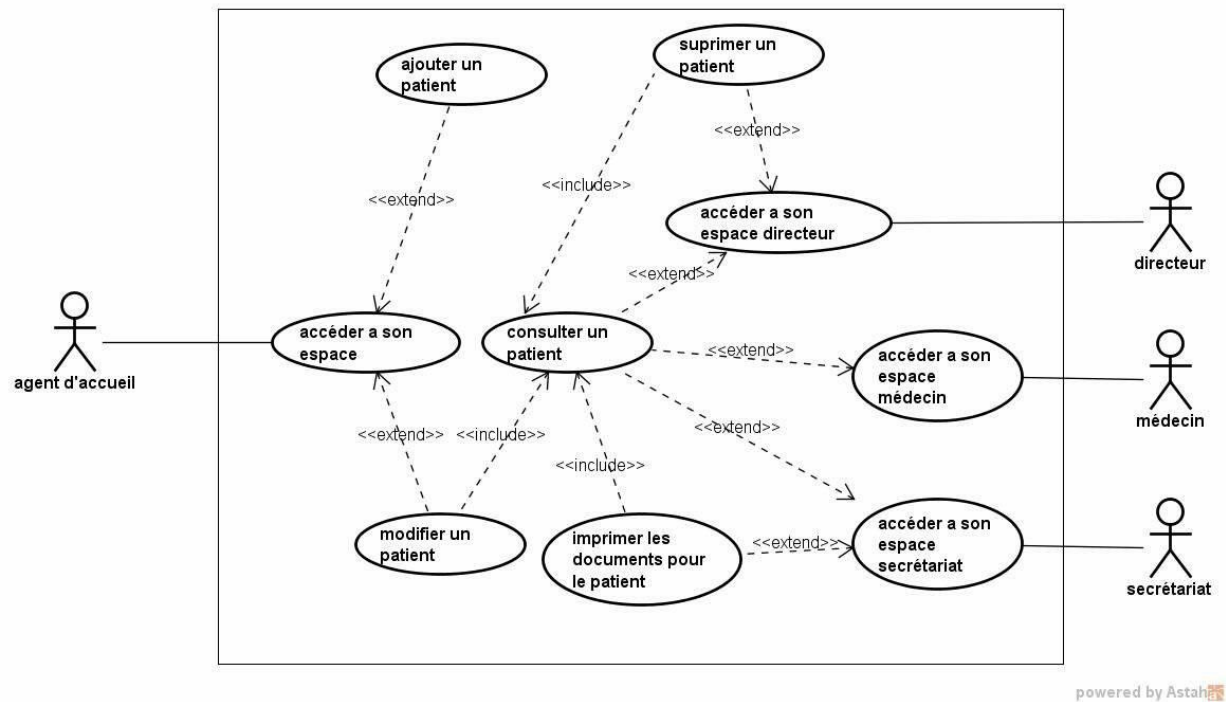 suprimer un
patient
ajouter un
patient
<<extend>>
<<include>>
<<extend>>
accéder a son
espace directeur
directeur
<<extend>>
agent d'accueil
accéder a son
espace
consulter un
patient
<<extend>>
accéder a son
espace
médecin
médecin
<<extend>>
<<include>>
<<extend>>
<<include>>
modifier un
patient
imprimer les
documents pour
le patient
<<extend>>
accéder a son
espace
secrétariat
secrétariat
powered by Astah